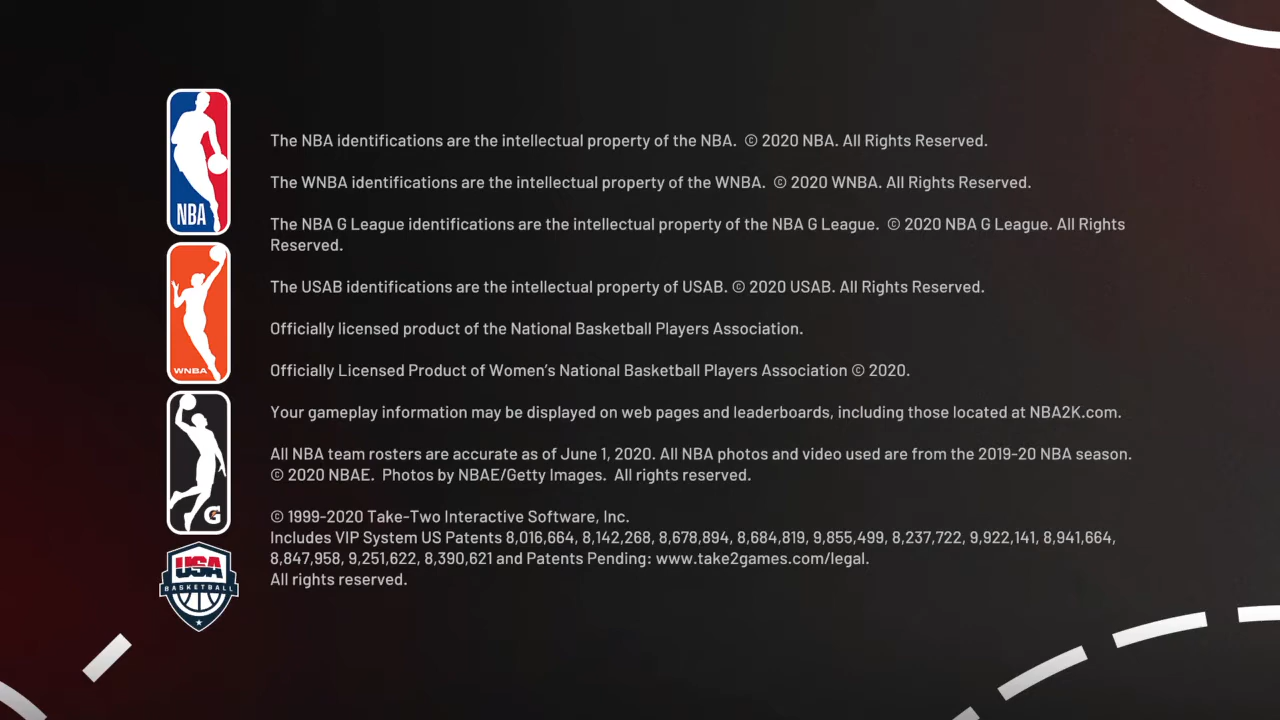 The NBA identifications are the intellectual property of the NBA.  © 2020 NBA. All Rights Reserved.
The WNBA identifications are the intellectual property of the WNBA.  © 2020 WNBA. All Rights Reserved.
The NBA G League identifications are the intellectual property of the NBA G League.  © 2020 NBA G League. All Rights
Reserved.
The USAB identifications are the intellectual property of USAB. © 2020 USAB. All Rights Reserved.
Officially licensed product of the National Basketball Players Association.
Officially Licensed Product of Women’s National Basketball Players Association © 2020.
Your gameplay information may be displayed on web pages and leaderboards, including those located at NBA2K.com.
All NBA team rosters are accurate as of June 1, 2020. All NBA photos and video used are from the 2019-20 NBA season.
© 2020 NBAE.  Photos by NBAE/Getty Images.  All rights reserved.
© 1999-2020 Take-Two Interactive Software, Inc.
Includes VIP System US Patents 8,016,664, 8,142,268, 8,678,894, 8,684,819, 9,855,499, 8,237,722, 9,922,141, 8,941,664,
8,847,958, 9,251,622, 8,390,621 and Patents Pending: www.take2games.com/legal.
All rights reserved.
NBA
WNBA
G
USA
BASKETBALL